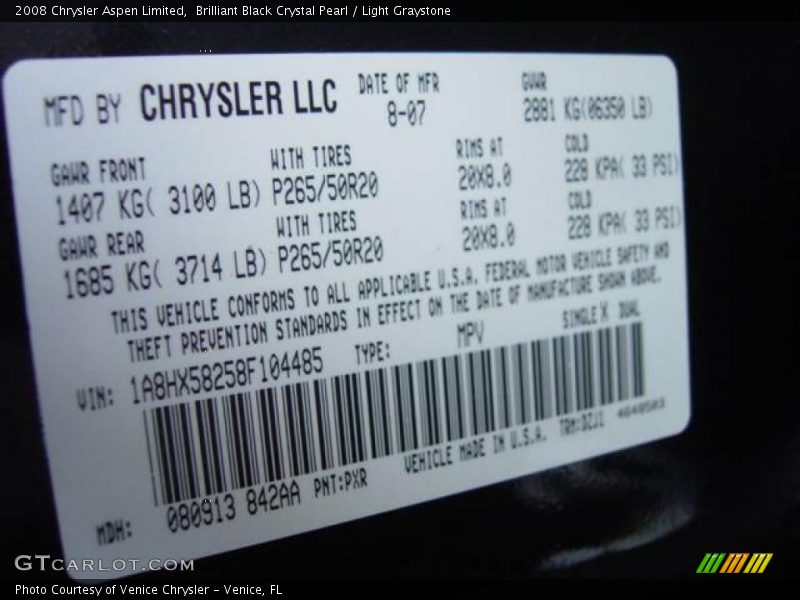 2008 Chrysler Aspen Limited,  Brilliant Black Crystal Pearl / Light Graystone
MFD BY CHRYSLER LLC DATE OF MFR GVWR
8-07 2881 KG(06350 LB)
GAWR FRONT WITH TIRES RIMS AT COLD
1407 KG( 3100 LB) P265/50R20 20X8.0 228 KPA( 33 PSI)
GAWR REAR WITH TIRES RIMS AT COLD
1685 KG( 3714 LB) P265/50R20 20X8.0 228 KPA( 33 PSI)
THIS VEHICLE CONFORMS TO ALL APPLICABLE U.S.A. FEDERAL MOTOR VEHICLE SAFETY AND
THEFT PREVENTION STANDARDS IN EFFECT ON THE DATE OF MANUFACTURE SHOWN ABOVE.
VIN: 1A8HX58258F104485 TYPE: MPV SINGLE X DUAL
MDH: 080913 842AA PNT:PXR VEHICLE MADE IN U.S.A. TRM:DZJ1
GTCARLOT.COM
Photo Courtesy of Venice Chrysler - Venice, FL